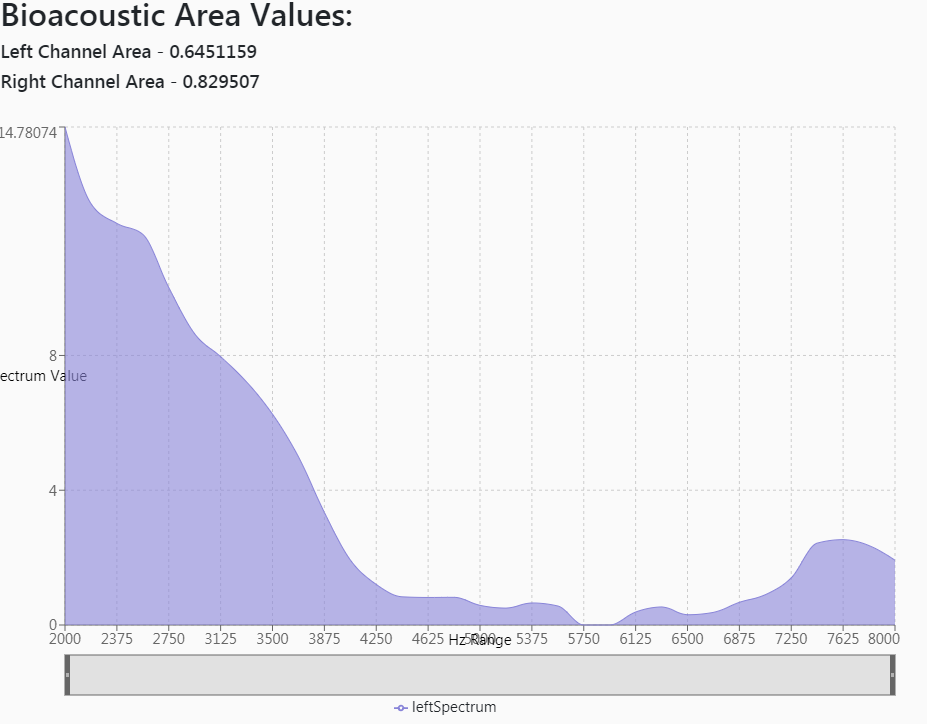 Bioacoustic Area Values:
Left Channel Area - 0.6451159
Right Channel Area - 0.829507
14.78074
8
ectrum Value
4
0
2000 2375 2750 3125 3500 3875 4250 4625 5000 5375 5750 6125 6500 6875 7250 7625 8000
Hz Range
leftSpectrum